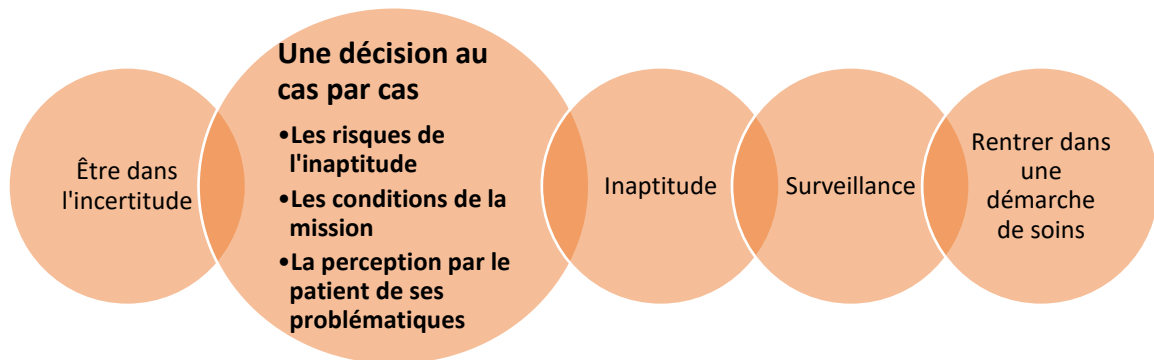 Être dans
l'incertitude
Une décision au
cas par cas
•Les risques de
l'inaptitude
•Les conditions de la
mission
•La perception par le
patient de ses
problématiques
Inaptitude
Surveillance
Rentrer dans
une
démarche
de soins